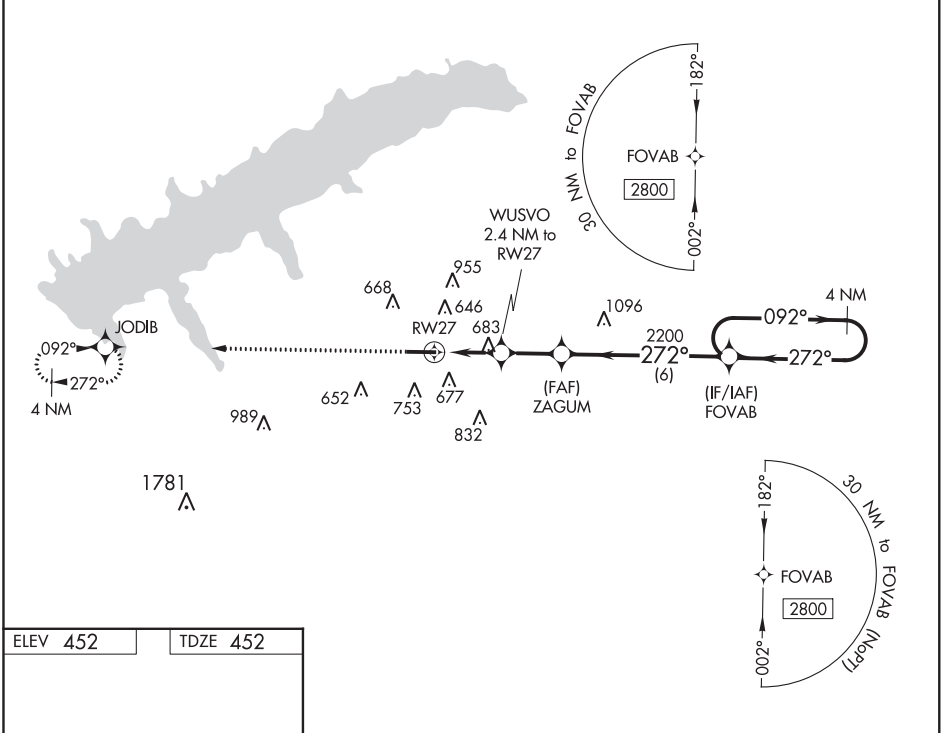 182°
30 NM to FOVAB
FOVAB
2800
002°
WUSVO
2.4 NM to
RW27
955
668
646
1096
4 NM
JODIB
RW27
683
2200
092°
092°
272°
272°
(6)
272°
(FAF)
ZAGUM
(IF/IAF)
FOVAB
4 NM
652
753
677
989
832
1781
182°
30 NM to FOVAB (NoPT)
FOVAB
2800
002°
ELEV 452
TDZE 452